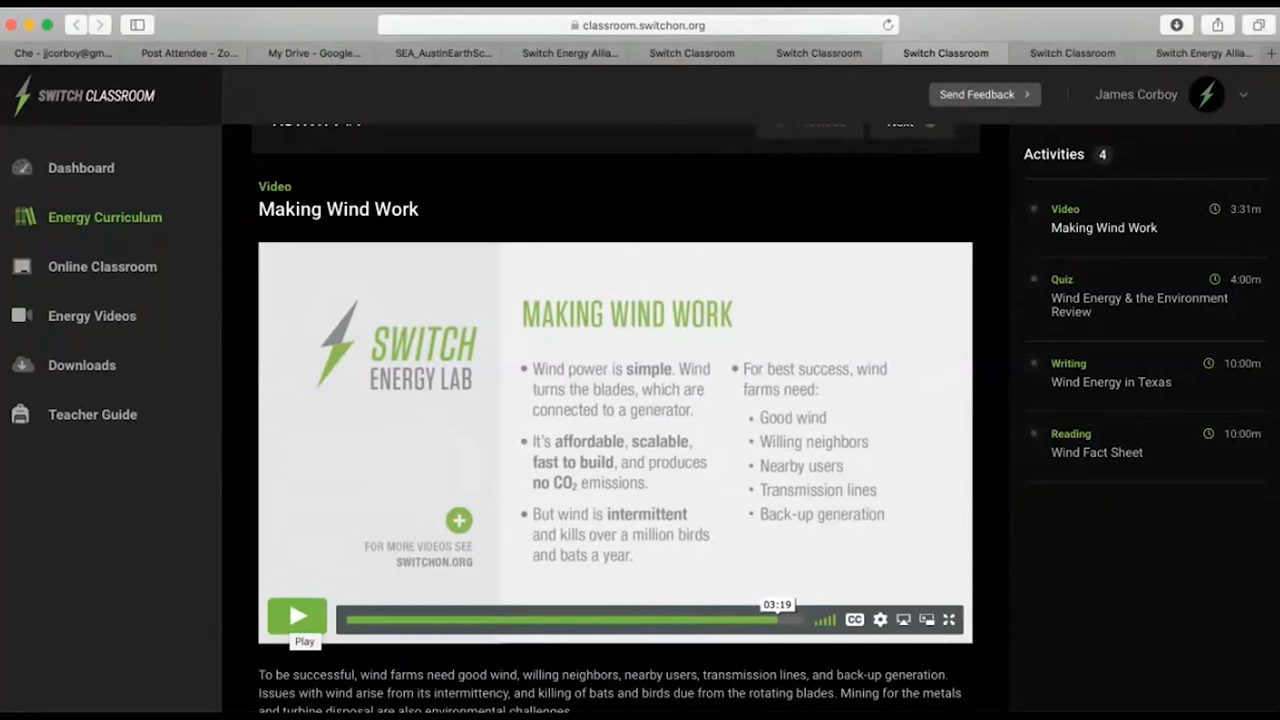 classroom.switchon.org
Che - jjcorboy@gm... Post Attendee - Zo... My Drive - Google... SEA_AustinEarthSc... Switch Energy Allia... Switch Classroom Switch Classroom Switch Classroom Switch Classroom Switch Energy Allia...
SWITCH CLASSROOM
Send Feedback
James Corboy
Dashboard
Energy Curriculum
Online Classroom
Energy Videos
Downloads
Teacher Guide
Next
Video
Making Wind Work
SWITCH
ENERGY LAB
FOR MORE VIDEOS SEE
SWITCHON.ORG
MAKING WIND WORK
• Wind power is simple. Wind
turns the blades, which are
connected to a generator.
• It's affordable, scalable,
fast to build, and produces
no CO₂ emissions.
• But wind is intermittent
and kills over a million birds
and bats a year.
• For best success, wind
farms need:
• Good wind
• Willing neighbors
• Nearby users
• Transmission lines
• Back-up generation
03:19
CC
Play
To be successful, wind farms need good wind, willing neighbors, nearby users, transmission lines, and back-up generation.
Issues with wind arise from its intermittency, and killing of bats and birds due from the rotating blades. Mining for the metals
and turbine disposal are also environmental challenges.
Activities 4
Video 3:31m
Making Wind Work
Quiz 4:00m
Wind Energy & the Environment
Review
Writing 10:00m
Wind Energy in Texas
Reading 10:00m
Wind Fact Sheet